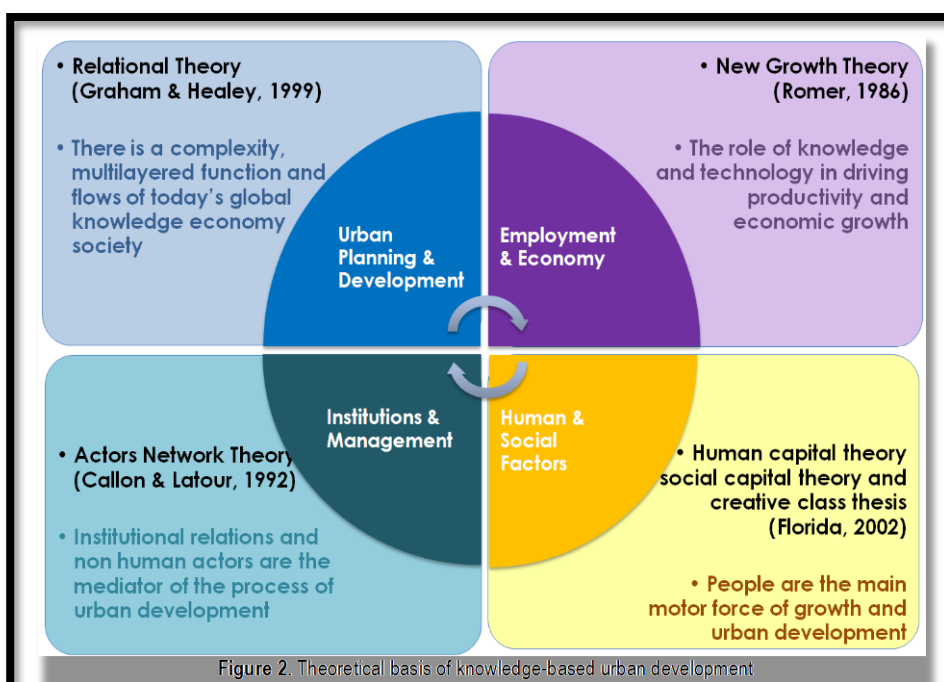 • Relational Theory
(Graham & Healey, 1999)
• There is a complexity,
multilayered function and
flows of today's global
knowledge economy
society
• New Growth Theory
(Romer, 1986)
• The role of knowledge
and technology in driving
productivity and
economic growth
Urban
Planning &
Development
Employment
& Economy
Institutions &
Management
Human &
Social
Factors
• Actors Network Theory
(Callon & Latour, 1992)
• Institutional relations and
non human actors are the
mediator of the process of
urban development
• Human capital theory
social capital theory and
creative class thesis
(Florida, 2002)
• People are the main
motor force of growth and
urban development
Figure 2. Theoretical basis of knowledge-based urban development